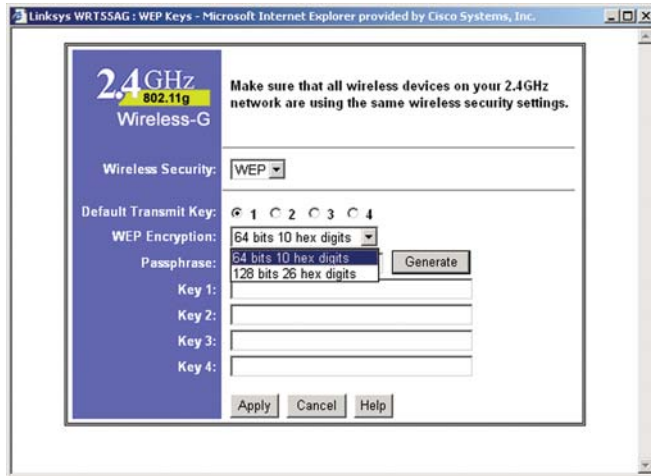 Linksys WRT55AG : WEP Keys - Microsoft Internet Explorer provided by Cisco Systems, Inc.
2.4GHz
802.11g
Wireless-G
Make sure that all wireless devices on your 2.4GHz
network are using the same wireless security settings.
Wireless Security: WEP
Default Transmit Key: 1 2 3 4
WEP Encryption: 64 bits 10 hex digits
64 bits 10 hex digits
128 bits 26 hex digits
Passphrase: Generate
Key 1:
Key 2:
Key 3:
Key 4:
Apply Cancel Help